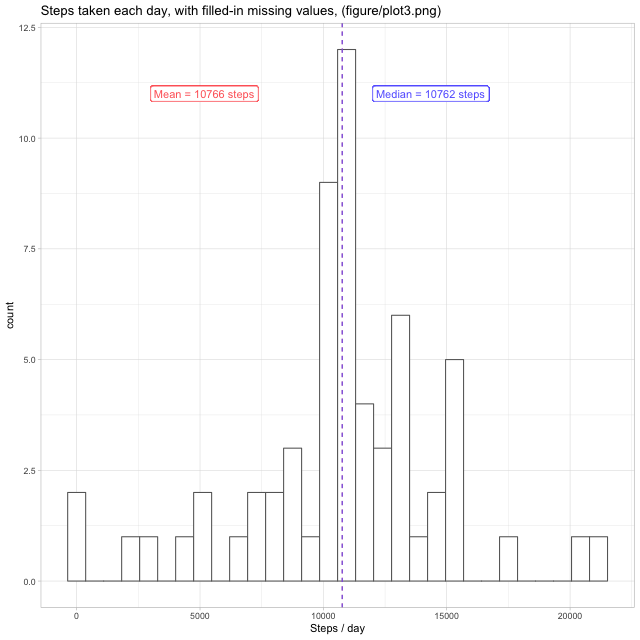 Steps taken each day, with filled-in missing values, (figure/plot3.png)
12.5
Mean = 10766 steps
Median = 10762 steps
10.0
7.5
count
5.0
2.5
0.0
0
5000
10000
15000
20000
Steps / day